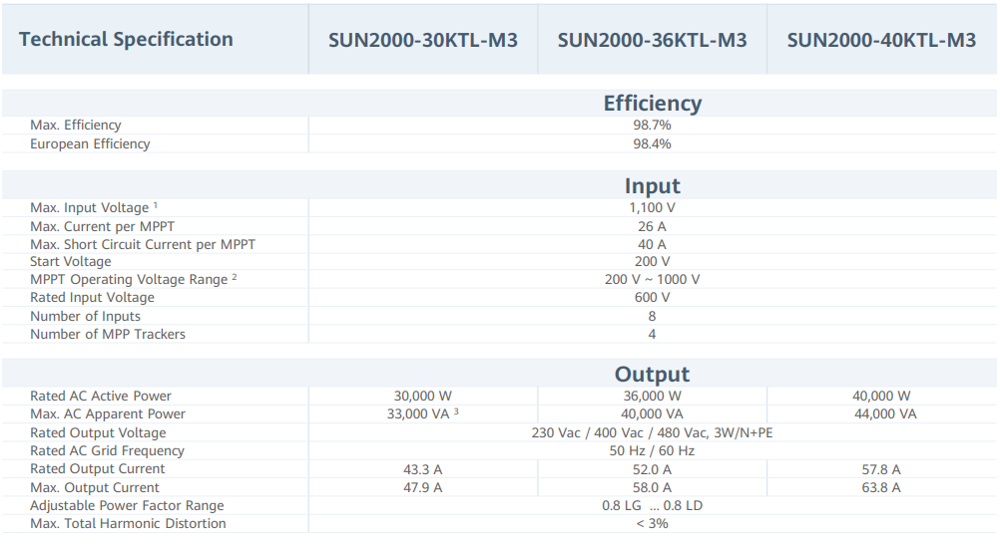 Technical Specification SUN2000-30KTL-M3 SUN2000-36KTL-M3 SUN2000-40KTL-M3
Efficiency
Max. Efficiency 98.7%
European Efficiency 98.4%
Input
Max. Input Voltage ¹ 1,100 V
Max. Current per MPPT 26 A
Max. Short Circuit Current per MPPT 40 A
Start Voltage 200 V
MPPT Operating Voltage Range ² 200 V ~ 1000 V
Rated Input Voltage 600 V
Number of Inputs 8
Number of MPP Trackers 4
Output
Rated AC Active Power 30,000 W 36,000 W 40,000 W
Max. AC Apparent Power 33,000 VA ³ 40,000 VA 44,000 VA
Rated Output Voltage 230 Vac / 400 Vac / 480 Vac, 3W/N+PE
Rated AC Grid Frequency 50 Hz / 60 Hz
Rated Output Current 43.3 A 52.0 A 57.8 A
Max. Output Current 47.9 A 58.0 A 63.8 A
Adjustable Power Factor Range 0.8 LG ... 0.8 LD
Max. Total Harmonic Distortion < 3%